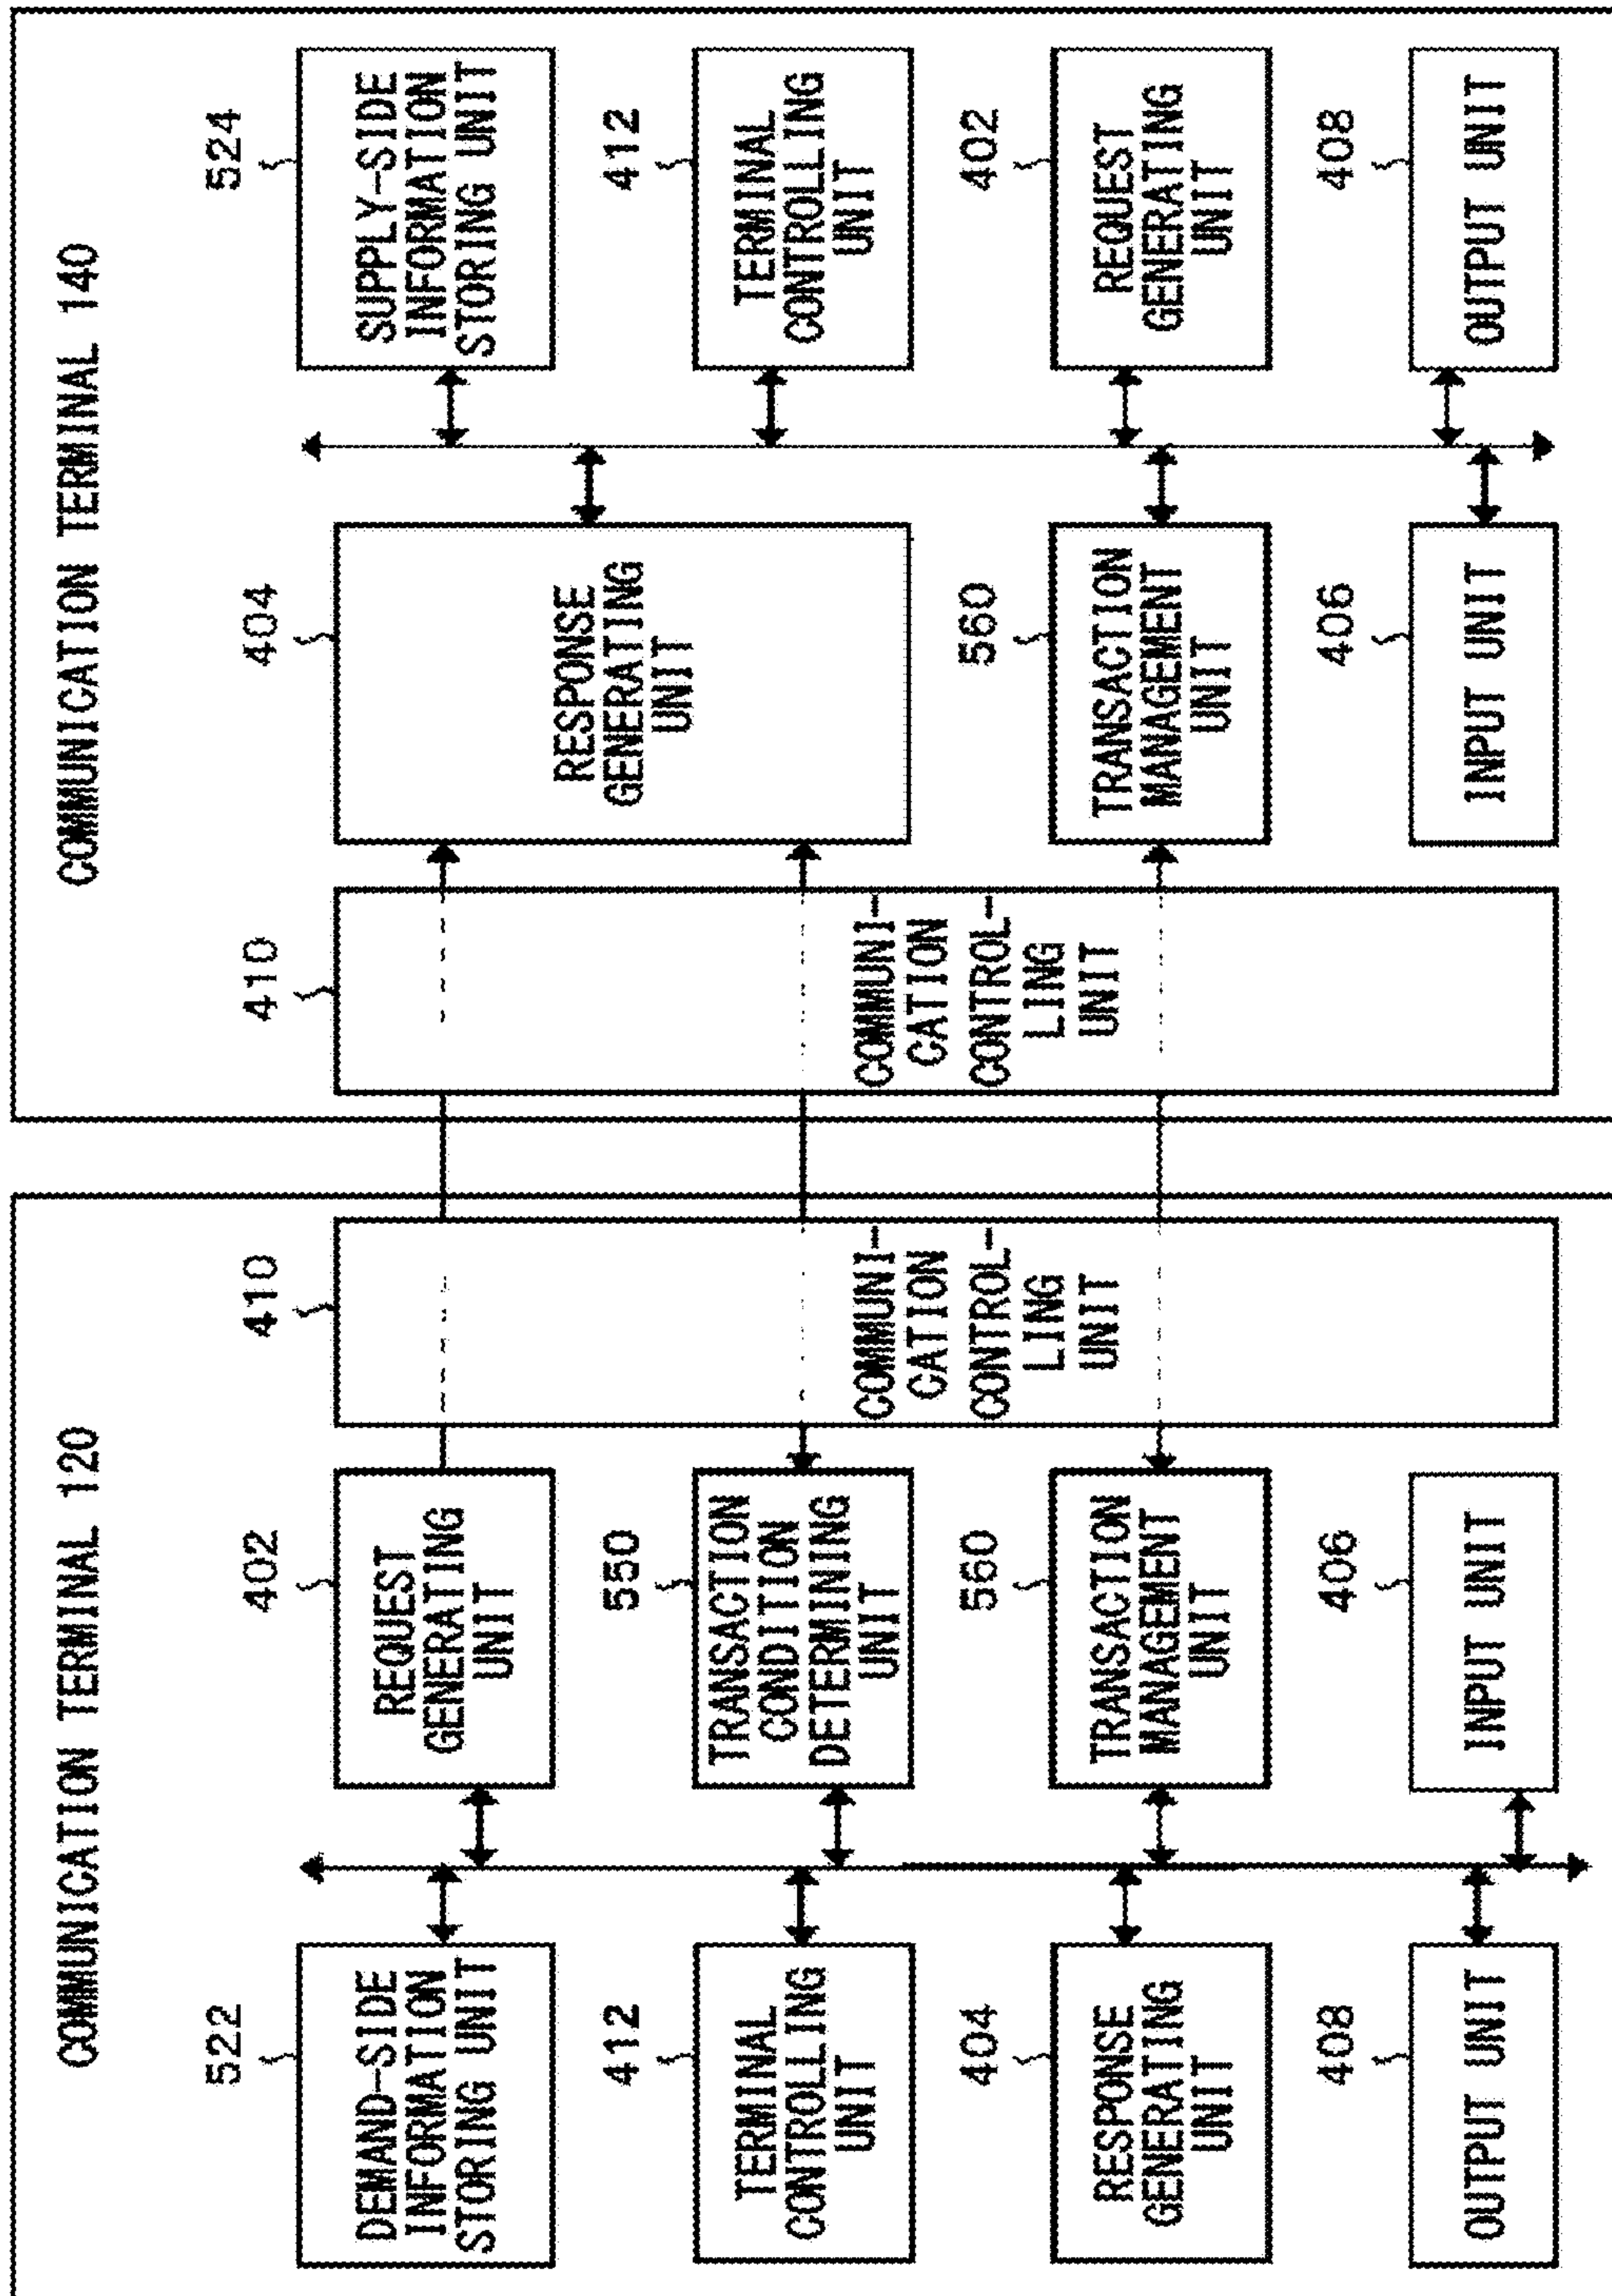 COMMUNICATION TERMINAL 120
522
DEMAND-SIDE
INFORMATION
STORING UNIT
402
REQUEST
GENERATING
UNIT
410
412
TERMINAL
CONTROLLING
UNIT
550
TRANSACTION
CONDITION
DETERMINING
UNIT
COMMUNI-
CATION
CONTROL-
LING
UNIT
404
RESPONSE
GENERATING
UNIT
560
TRANSACTION
MANAGEMENT
UNIT
408
OUTPUT UNIT
406
INPUT UNIT
COMMUNICATION TERMINAL 140
410
COMMUNI-
CATION
CONTROL-
LING
UNIT
404
RESPONSE
GENERATING
UNIT
524
SUPPLY-SIDE
INFORMATION
STORING UNIT
412
TERMINAL
CONTROLLING
UNIT
560
TRANSACTION
MANAGEMENT
UNIT
402
REQUEST
GENERATING
UNIT
406
INPUT UNIT
408
OUTPUT UNIT